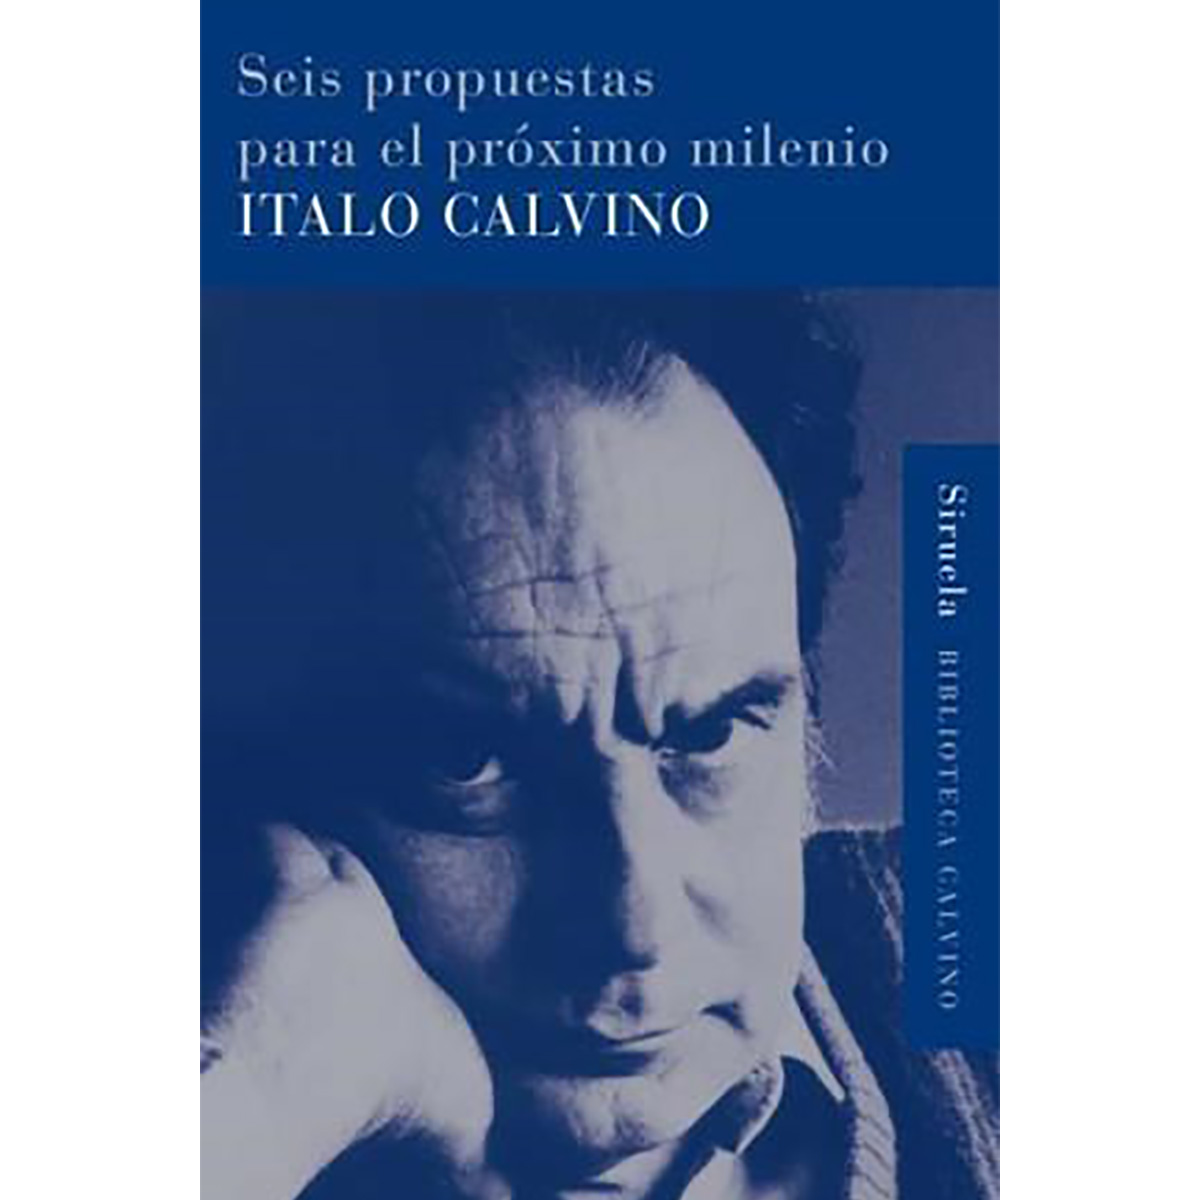 Seis propuestas
para el próximo milenio
ITALO CALVINO
Siruela BIBLIOTECA CALVINO